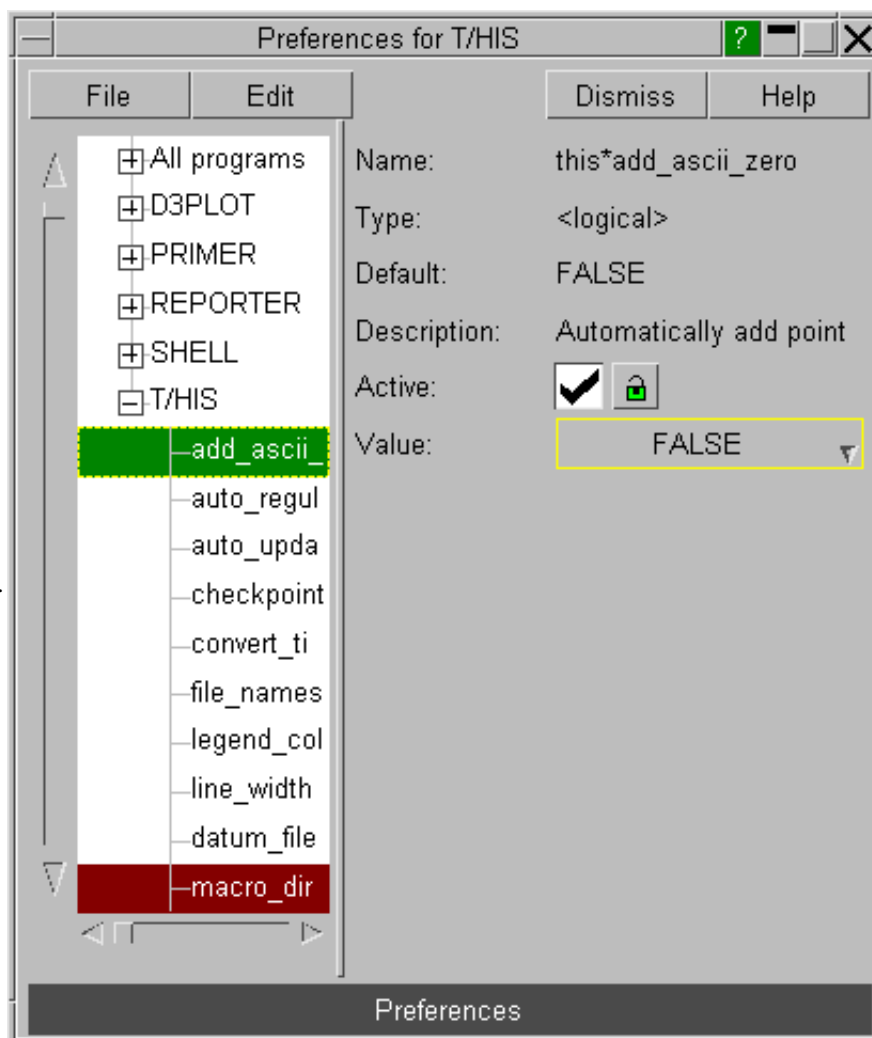 Preferences for T/HIS
?
File Edit Dismiss Help
All programs
D3PLOT
PRIMER
REPORTER
SHELL
T/HIS
add_ascii_
auto_regul
auto_upda
checkpoint
convert_ti
file_names
legend_col
line_width
datum_file
macro_dir
Name: this*add_ascii_zero
Type: <logical>
Default: FALSE
Description: Automatically add point
Active:
Value: FALSE
Preferences